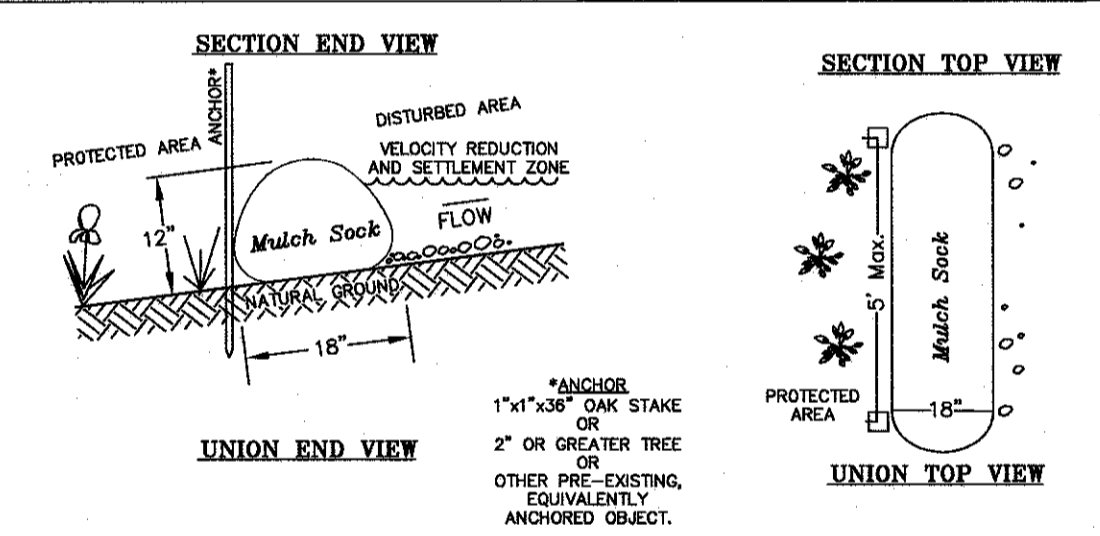 SECTION END VIEW
ANCHOR*
PROTECTED AREA
DISTURBED AREA
VELOCITY REDUCTION
AND SETTLEMENT ZONE
FLOW
12"
Mulch Sock
NATURAL GROUND
18"
*ANCHOR
1"x1"x36" OAK STAKE
OR
2" OR GREATER TREE
OR
OTHER PRE-EXISTING,
EQUIVALENTLY
ANCHORED OBJECT.
UNION END VIEW
SECTION TOP VIEW
5' Max.
Mulch Sock
PROTECTED
AREA
18"
UNION TOP VIEW